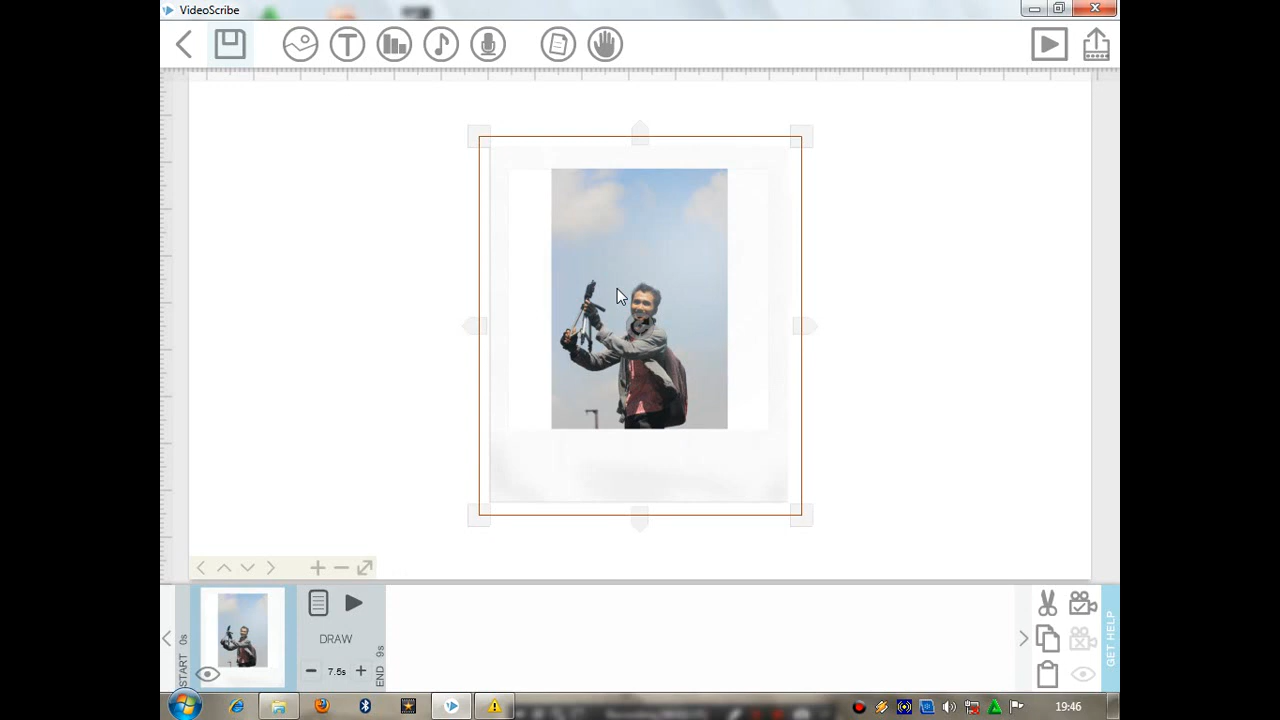 VideoScribe
T
START 0s
DRAW
7.5s
END 9s
GET HELP
19:46